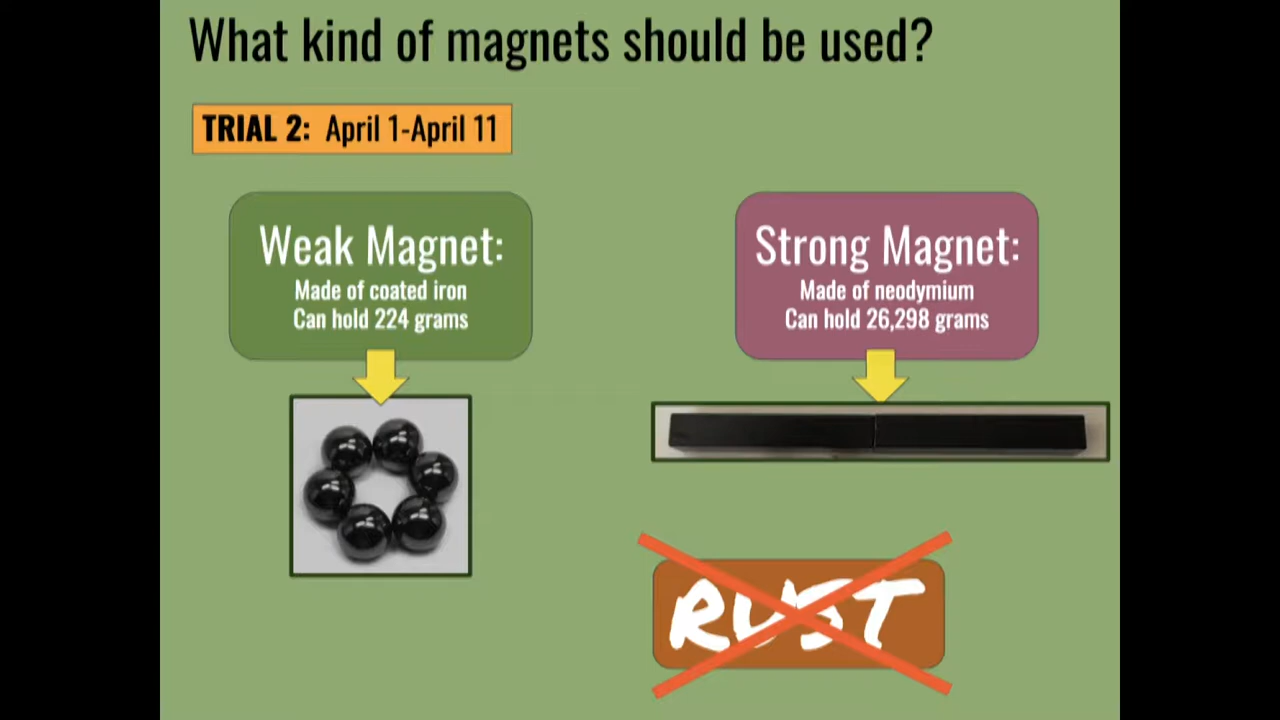 What kind of magnets should be used?
TRIAL 2: April 1-April 11
Weak Magnet:
Made of coated iron
Can hold 224 grams
Strong Magnet:
Made of neodymium
Can hold 26,298 grams
RUST